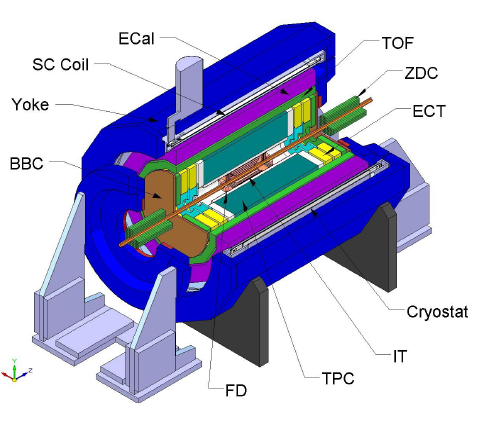 ECal
TOF
SC Coil
ZDC
Yoke
ECT
BBC
Cryostat
IT
TPC
FD
Y
Z